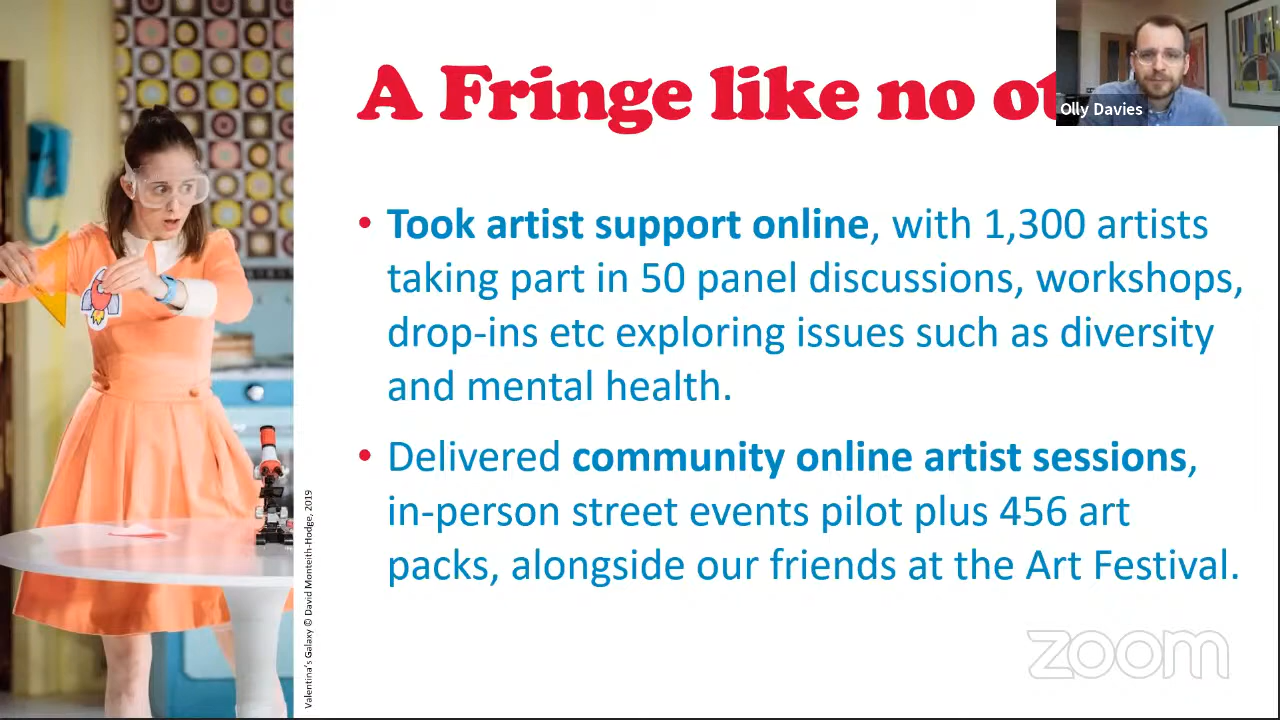 A Fringe like no ot
Olly Davies
• Took artist support online, with 1,300 artists
taking part in 50 panel discussions, workshops,
drop-ins etc exploring issues such as diversity
and mental health.
• Delivered community online artist sessions,
in-person street events pilot plus 456 art
packs, alongside our friends at the Art Festival.
Valentina's Galaxy © David Monteith-Hodge, 2019
zoom